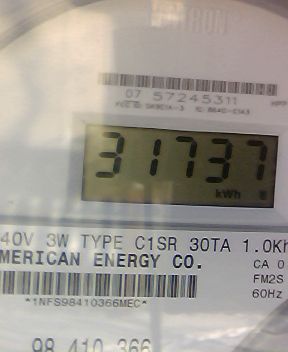 07 57245311
31737
kWh
40V 3W TYPE C1SR 30TA 1.0Kh
MERICAN ENERGY CO.
CA 0
FM2S
60Hz
*1NFS98410366MEC*
98 410 366